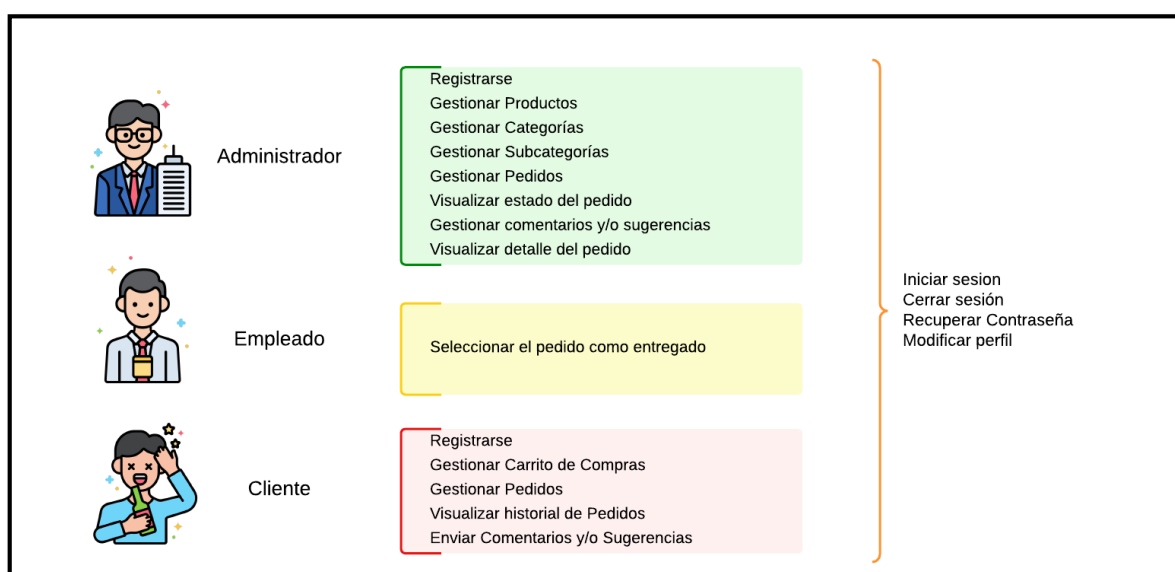 Administrador
Registrarse
Gestionar Productos
Gestionar Categorías
Gestionar Subcategorías
Gestionar Pedidos
Visualizar estado del pedido
Gestionar comentarios y/o sugerencias
Visualizar detalle del pedido
Empleado
Seleccionar el pedido como entregado
Cliente
Registrarse
Gestionar Carrito de Compras
Gestionar Pedidos
Visualizar historial de Pedidos
Enviar Comentarios y/o Sugerencias
Iniciar sesion
Cerrar sesión
Recuperar Contraseña
Modificar perfil